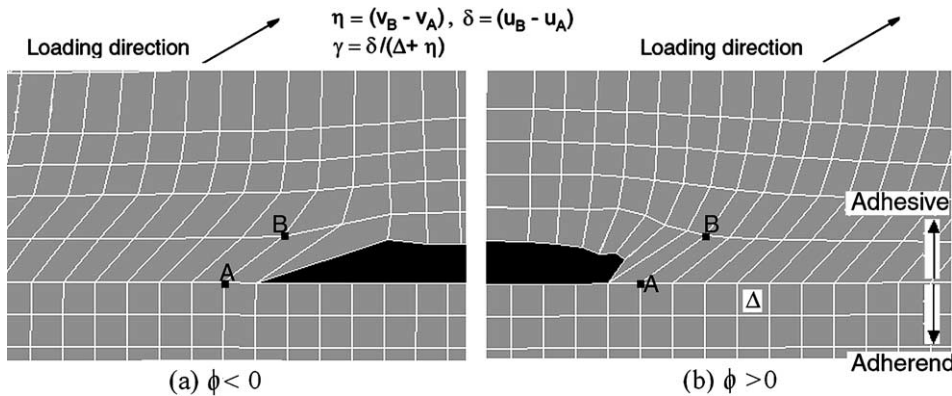 η = (v_B - v_A) , δ = (u_B - u_A)
γ = δ/(Δ+ η)
Loading direction
Loading direction
B
A
B
A
Δ
Adhesive
Adherend
(a) ϕ < 0
(b) ϕ >0